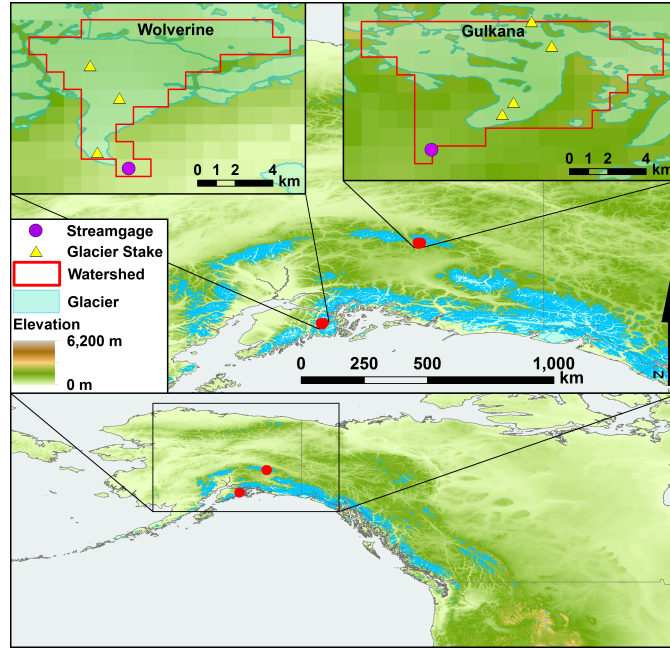 Wolverine
0 1 2 4
km
Gulkana
0 1 2 4
km
Streamgage
Glacier Stake
Watershed
Glacier
Elevation
6,200 m
0 m
0 250 500 1,000
km
Z